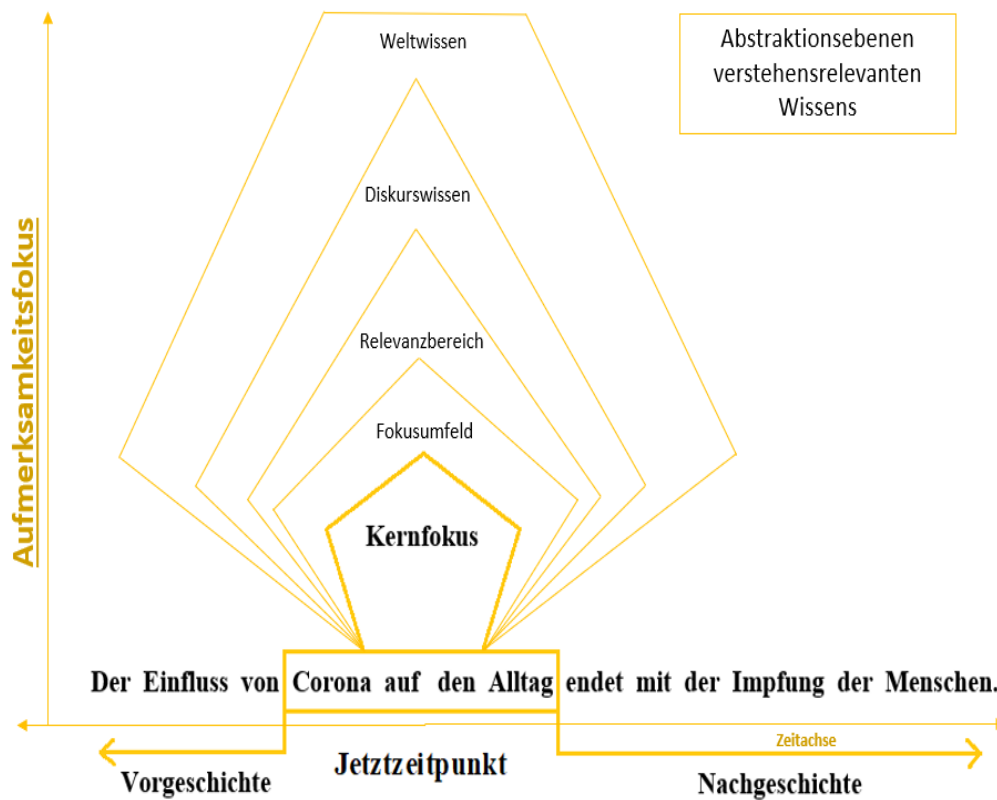 Weltwissen
Abstraktionsebenen
verstehensrelevanten
Wissens
Diskurswissen
Aufmerksamkeitsfokus
Relevanzbereich
Fokusumfeld
Kernfokus
Der Einfluss von Corona auf den Alltag endet mit der Impfung der Menschen.
Zeitachse
Vorgeschichte
Jetztzeitpunkt
Nachgeschichte